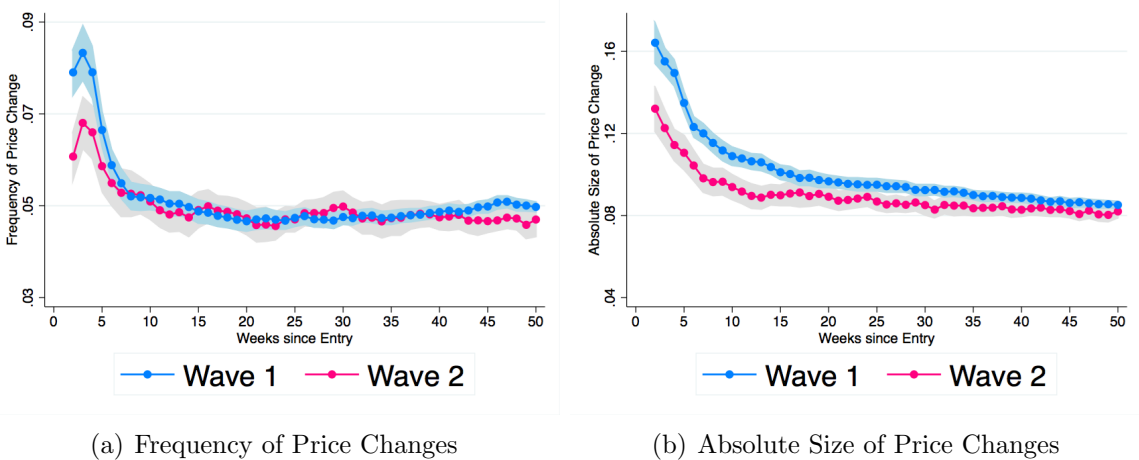 Frequency of Price Change
.09
.07
.05
.03
0 5 10 15 20 25 30 35 40 45 50
Weeks since Entry
Wave 1 Wave 2
(a) Frequency of Price Changes
Absolute Size of Price Change
.16
.12
.08
.04
0 5 10 15 20 25 30 35 40 45 50
Weeks since Entry
Wave 1 Wave 2
(b) Absolute Size of Price Changes